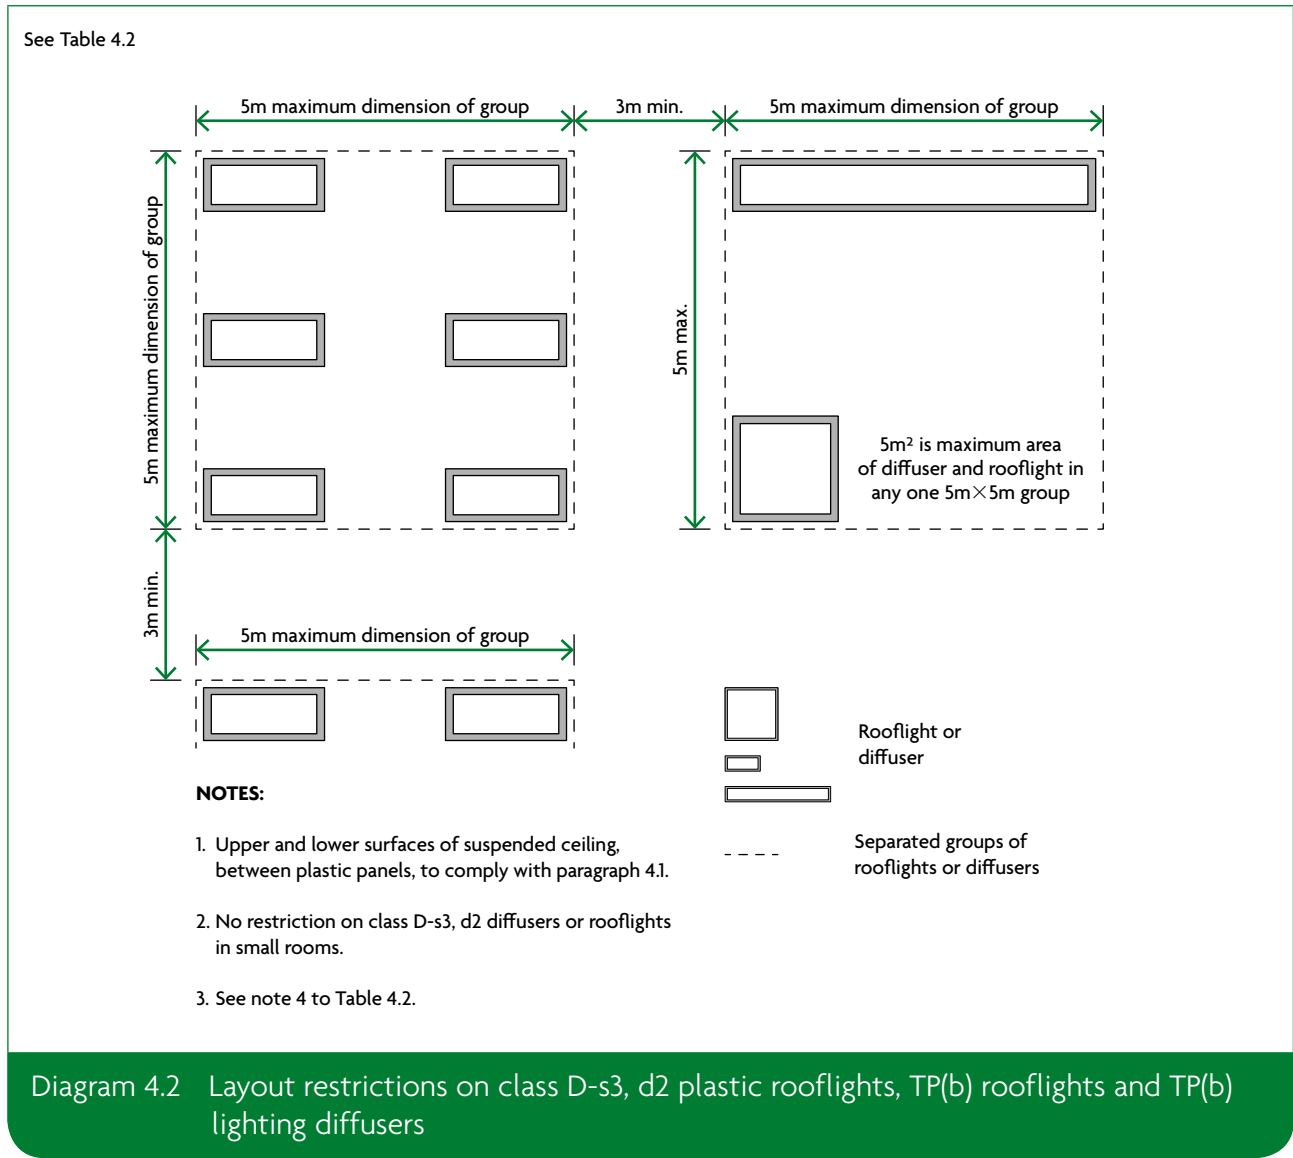 See Table 4.2
5m maximum dimension of group
3m min.
5m maximum dimension of group
5m maximum dimension of group
5m max.
5m² is maximum area
of diffuser and rooflight in
any one 5m×5m group
3m min.
5m maximum dimension of group
Rooflight or
diffuser
Separated groups of
rooflights or diffusers
NOTES:
1. Upper and lower surfaces of suspended ceiling,
between plastic panels, to comply with paragraph 4.1.
2. No restriction on class D-s3, d2 diffusers or rooflights
in small rooms.
3. See note 4 to Table 4.2.
Diagram 4.2 Layout restrictions on class D-s3, d2 plastic rooflights, TP(b) rooflights and TP(b)
lighting diffusers